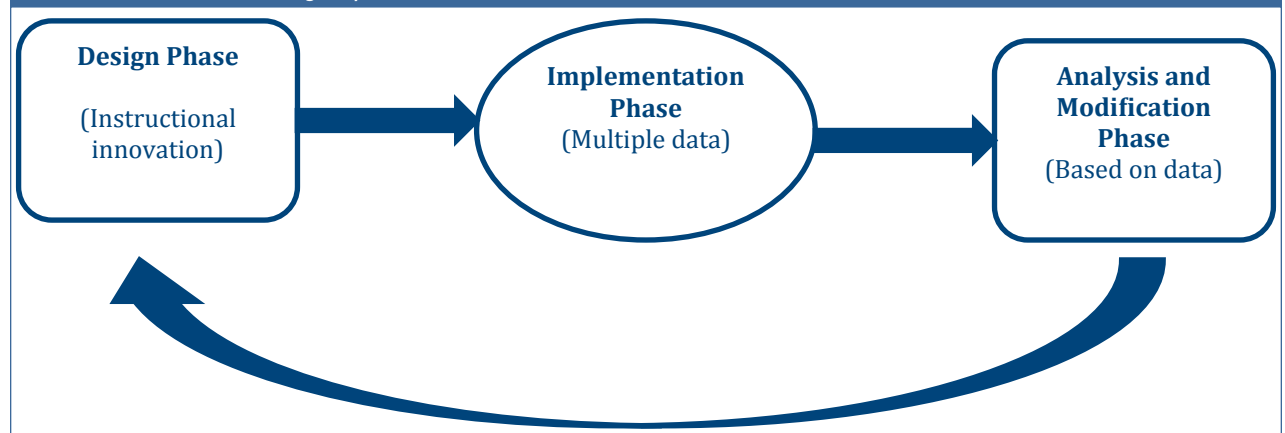 Design Phase
(Instructional
innovation)
Implementation
Phase
(Multiple data)
Analysis and
Modification
Phase
(Based on data)